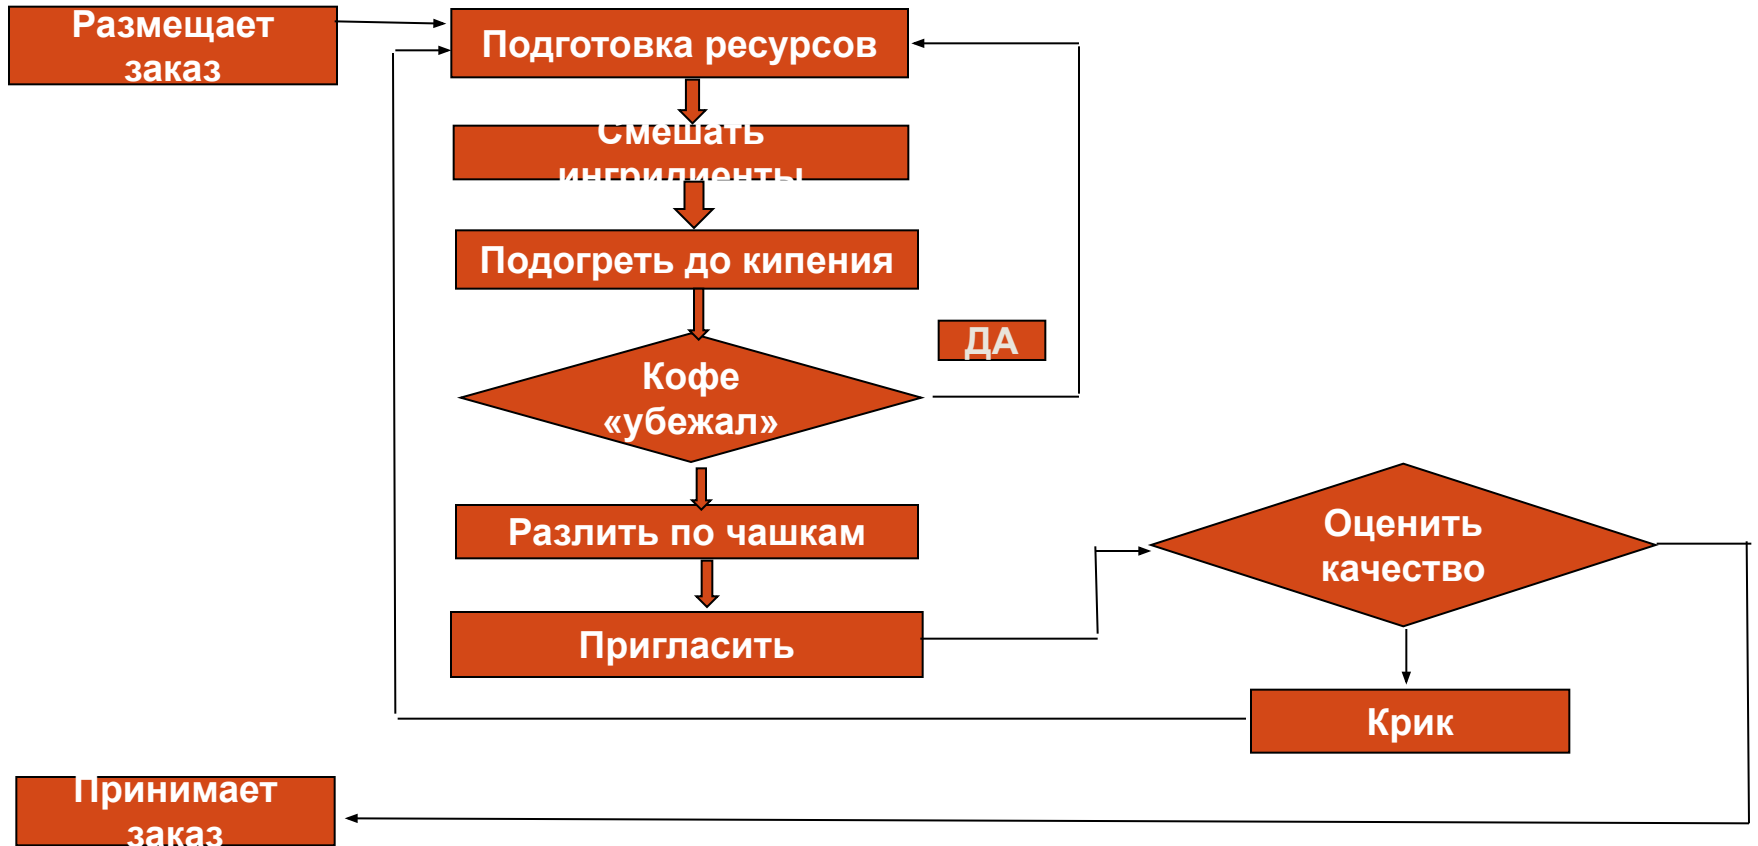 Размещает
заказ
Подготовка ресурсов
Смешать
ингридиенты
Подогреть до кипения
ДА
Кофе
«убежал»
Разлить по чашкам
Пригласить
Оценить
качество
Крик
Принимает
заказ